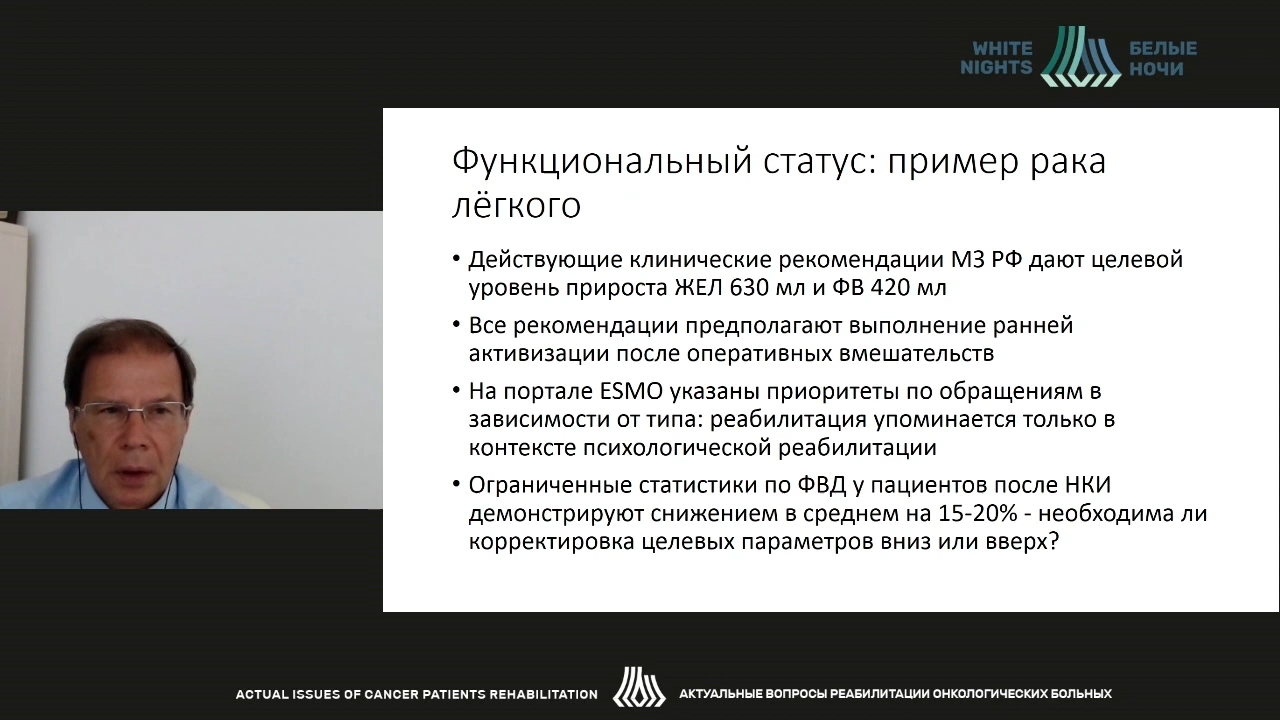 WHITE
NIGHTS
БЕЛЫЕ
НОЧИ
Функциональный статус: пример рака
лёгкого
• Действующие клинические рекомендации МЗ РФ дают целевой
уровень прироста ЖЕЛ 630 мл и ФВ 420 мл
• Все рекомендации предполагают выполнение ранней
активизации после оперативных вмешательств
• На портале ESMO указаны приоритеты по обращениям в
зависимости от типа: реабилитация упоминается только в
контексте психологической реабилитации
• Ограниченные статистики по ФВД у пациентов после НКИ
демонстрируют снижением в среднем на 15-20% - необходима ли
корректировка целевых параметров вниз или вверх?
ACTUAL ISSUES OF CANCER PATIENTS REHABILITATION
АКТУАЛЬНЫЕ ВОПРОСЫ РЕАБИЛИТАЦИИ ОНКОЛОГИЧЕСКИХ БОЛЬНЫХ